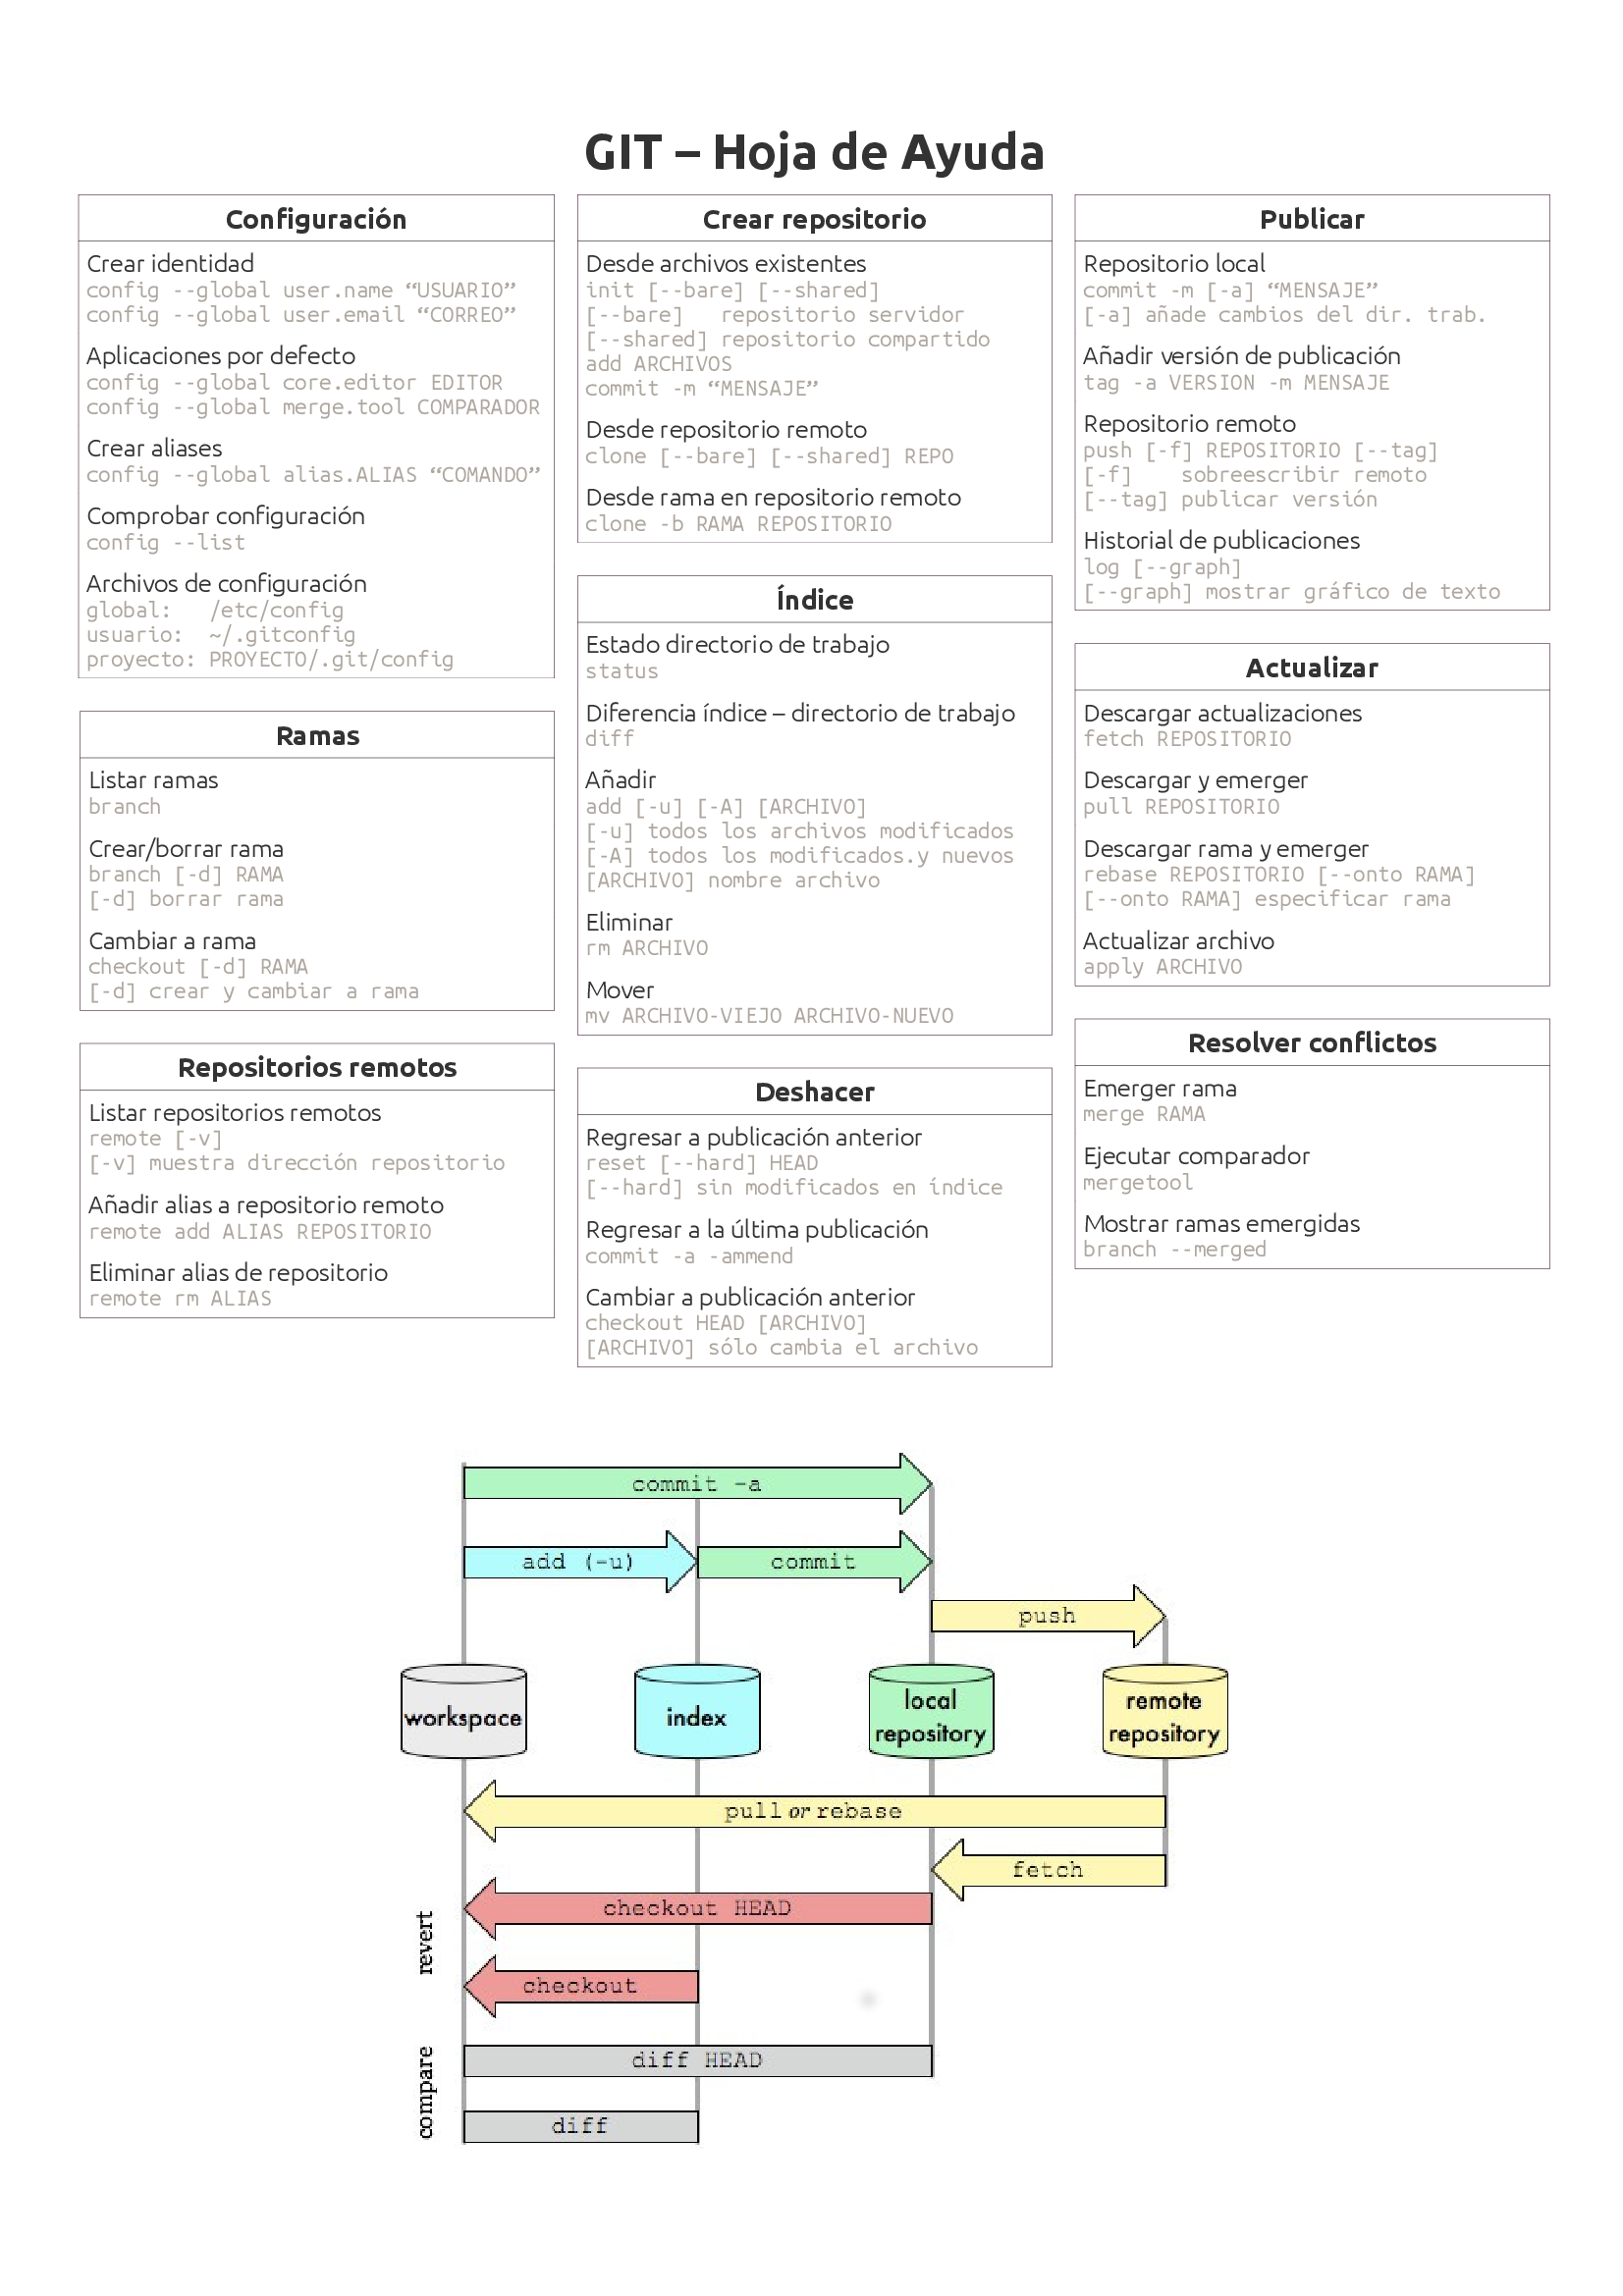 GIT – Hoja de Ayuda
Configuración
Crear identidad
config --global user.name “USUARIO”
config --global user.email “CORREO”
Aplicaciones por defecto
config --global core.editor EDITOR
config --global merge.tool COMPARADOR
Crear aliases
config --global alias.ALIAS “COMANDO”
Comprobar configuración
config --list
Archivos de configuración
global:   /etc/config
usuario:  ~/.gitconfig
proyecto: PROYECTO/.git/config
Ramas
Listar ramas
branch
Crear/borrar rama
branch [-d] RAMA
[-d] borrar rama
Cambiar a rama
checkout [-d] RAMA
[-d] crear y cambiar a rama
Repositorios remotos
Listar repositorios remotos
remote [-v]
[-v] muestra dirección repositorio
Añadir alias a repositorio remoto
remote add ALIAS REPOSITORIO
Eliminar alias de repositorio
remote rm ALIAS
Crear repositorio
Desde archivos existentes
init [--bare] [--shared]
[--bare]   repositorio servidor
[--shared] repositorio compartido
add ARCHIVOS
commit -m “MENSAJE”
Desde repositorio remoto
clone [--bare] [--shared] REPO
Desde rama en repositorio remoto
clone -b RAMA REPOSITORIO
Índice
Estado directorio de trabajo
status
Diferencia índice – directorio de trabajo
diff
Añadir
add [-u] [-A] [ARCHIVO]
[-u] todos los archivos modificados
[-A] todos los modificados.y nuevos
[ARCHIVO] nombre archivo
Eliminar
rm ARCHIVO
Mover
mv ARCHIVO-VIEJO ARCHIVO-NUEVO
Deshacer
Regresar a publicación anterior
reset [--hard] HEAD
[--hard] sin modificados en índice
Regresar a la última publicación
commit -a -ammend
Cambiar a publicación anterior
checkout HEAD [ARCHIVO]
[ARCHIVO] sólo cambia el archivo
Publicar
Repositorio local
commit -m [-a] “MENSAJE”
[-a] añade cambios del dir. trab.
Añadir versión de publicación
tag -a VERSION -m MENSAJE
Repositorio remoto
push [-f] REPOSITORIO [--tag]
[-f]    sobreescribir remoto
[--tag] publicar versión
Historial de publicaciones
log [--graph]
[--graph] mostrar gráfico de texto
Actualizar
Descargar actualizaciones
fetch REPOSITORIO
Descargar y emerger
pull REPOSITORIO
Descargar rama y emerger
rebase REPOSITORIO [--onto RAMA]
[--onto RAMA] especificar rama
Actualizar archivo
apply ARCHIVO
Resolver conflictos
Emerger rama
merge RAMA
Ejecutar comparador
mergetool
Mostrar ramas emergidas
branch --merged
commit -a
add (-u)
commit
push
workspace
index
local
repository
remote
repository
pull or rebase
fetch
revert
checkout HEAD
checkout
compare
diff HEAD
diff